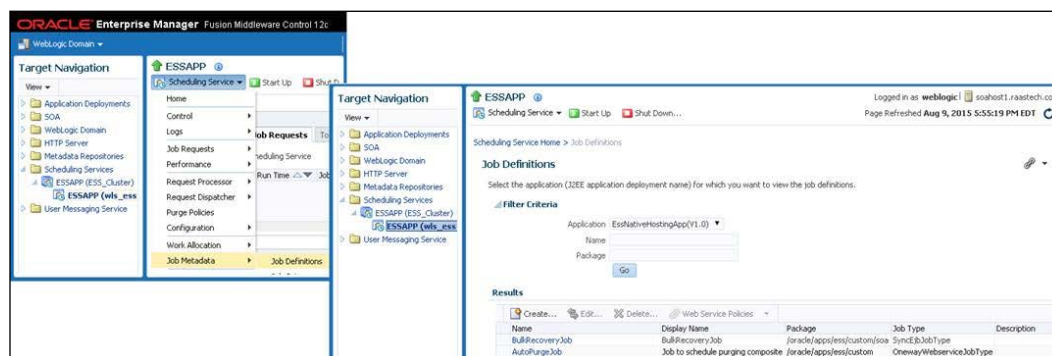 ORACLE Enterprise Manager Fusion Middleware Control 12c
WebLogic Domain
Target Navigation
View
Application Deployments
SOA
WebLogic Domain
HTTP Server
Metadata Repositories
Scheduling Services
ESSAPP (ESS_Cluster)
ESSAPP (wls_ess
User Messaging Service
ESSAPP
Scheduling Service Start Up Shut D
Home
Control
Logs
Job Requests
Performance
Request Processor
Request Dispatcher
Purge Policies
Configuration
Work Allocation
Job Metadata
Job Definitions
Job Requests To
heduling Service
Run Time Job
Target Navigation
View
Application Deployments
SOA
WebLogic Domain
HTTP Server
Metadata Repositories
Scheduling Services
ESSAPP (ESS_Cluster)
ESSAPP (wls_ess
User Messaging Service
ESSAPP
Logged in as weblogic soahost1.raastech.co
Scheduling Service Start Up Shut Down...
Page Refreshed Aug 9, 2015 5:55:19 PM EDT
Scheduling Service Home > Job Definitions
Job Definitions
Select the application (J2EE application deployment name) for which you want to view the job definitions.
Filter Criteria
Application EssNativeHostingApp(V1.0)
Name
Package
Go
Results
Create... Edit... Delete... Web Service Policies
Name Display Name Package Job Type Description
BulkRecoveryJob BulkRecoveryJob /oracle/apps/ess/custom/soa SyncEjbJobType
AutoPurgeJob Job to schedule purging composite /oracle/apps/ess/custom OnewayWebserviceJobType